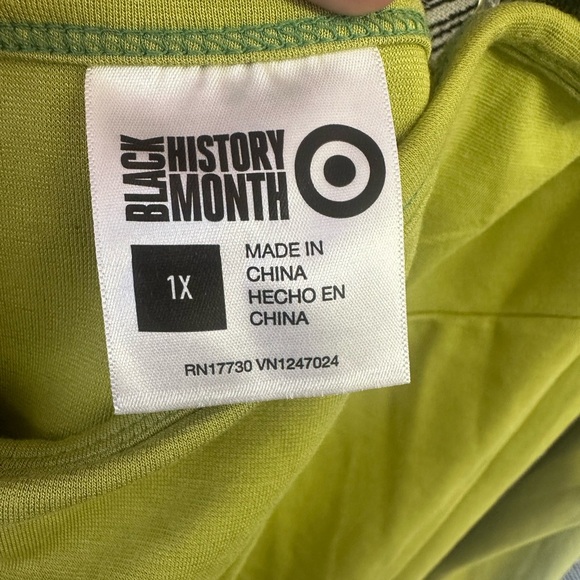 BLACK
HISTORY
MONTH
1X
MADE IN
CHINA
HECHO EN
CHINA
RN17730 VN1247024